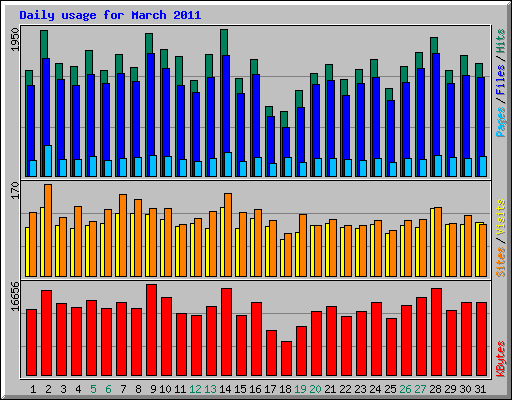 Daily usage for March 2011
1950
Pages / Files / Hits
170
Sites / Visits
16656
KBytes
1 2 3 4 5 6 7 8 9 10 11 12 13 14 15 16 17 18 19 20 21 22 23 24 25 26 27 28 29 30 31